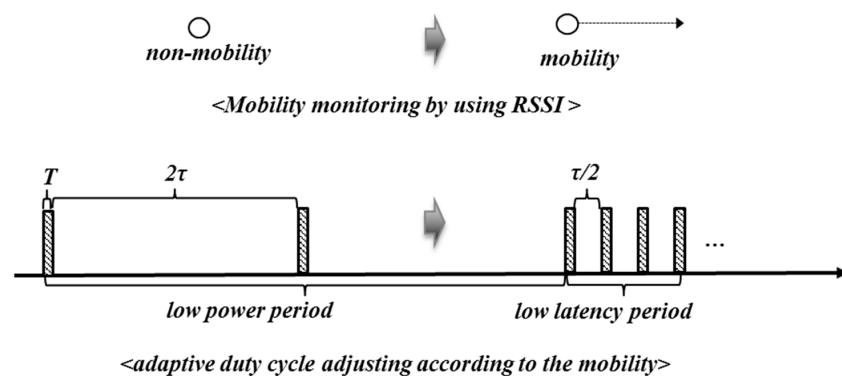 non-mobility
mobility
<Mobility monitoring by using RSSI >
T
2τ
τ/2
...
low power period
low latency period
<adaptive duty cycle adjusting according to the mobility>